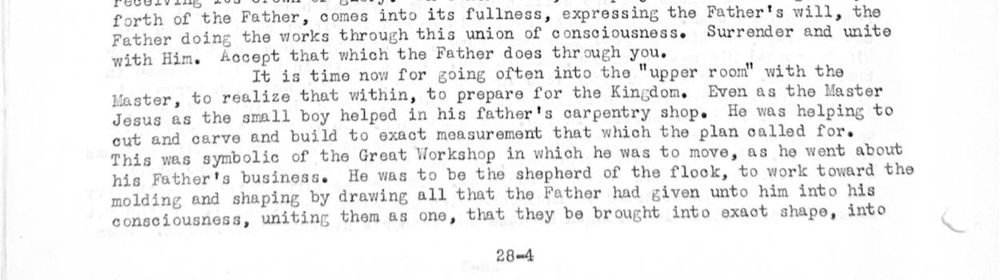 forth of the Father, comes into its fullness, expressing the Father's will, the
Father doing the works through this union of consciousness. Surrender and unite
with Him. Accept that which the Father does through you.
It is time now for going often into the "upper room" with the
Master, to realize that within, to prepare for the Kingdom. Even as the Master
Jesus as the small boy helped in his father's carpentry shop. He was helping to
cut and carve and build to exact measurement that which the plan called for.
This was symbolic of the Great Workshop in which he was to move, as he went about
his Father's business. He was to be the shepherd of the flock, to work toward the
molding and shaping by drawing all that the Father had given unto him into his
consciousness, uniting them as one, that they be brought into exact shape, into
28-4